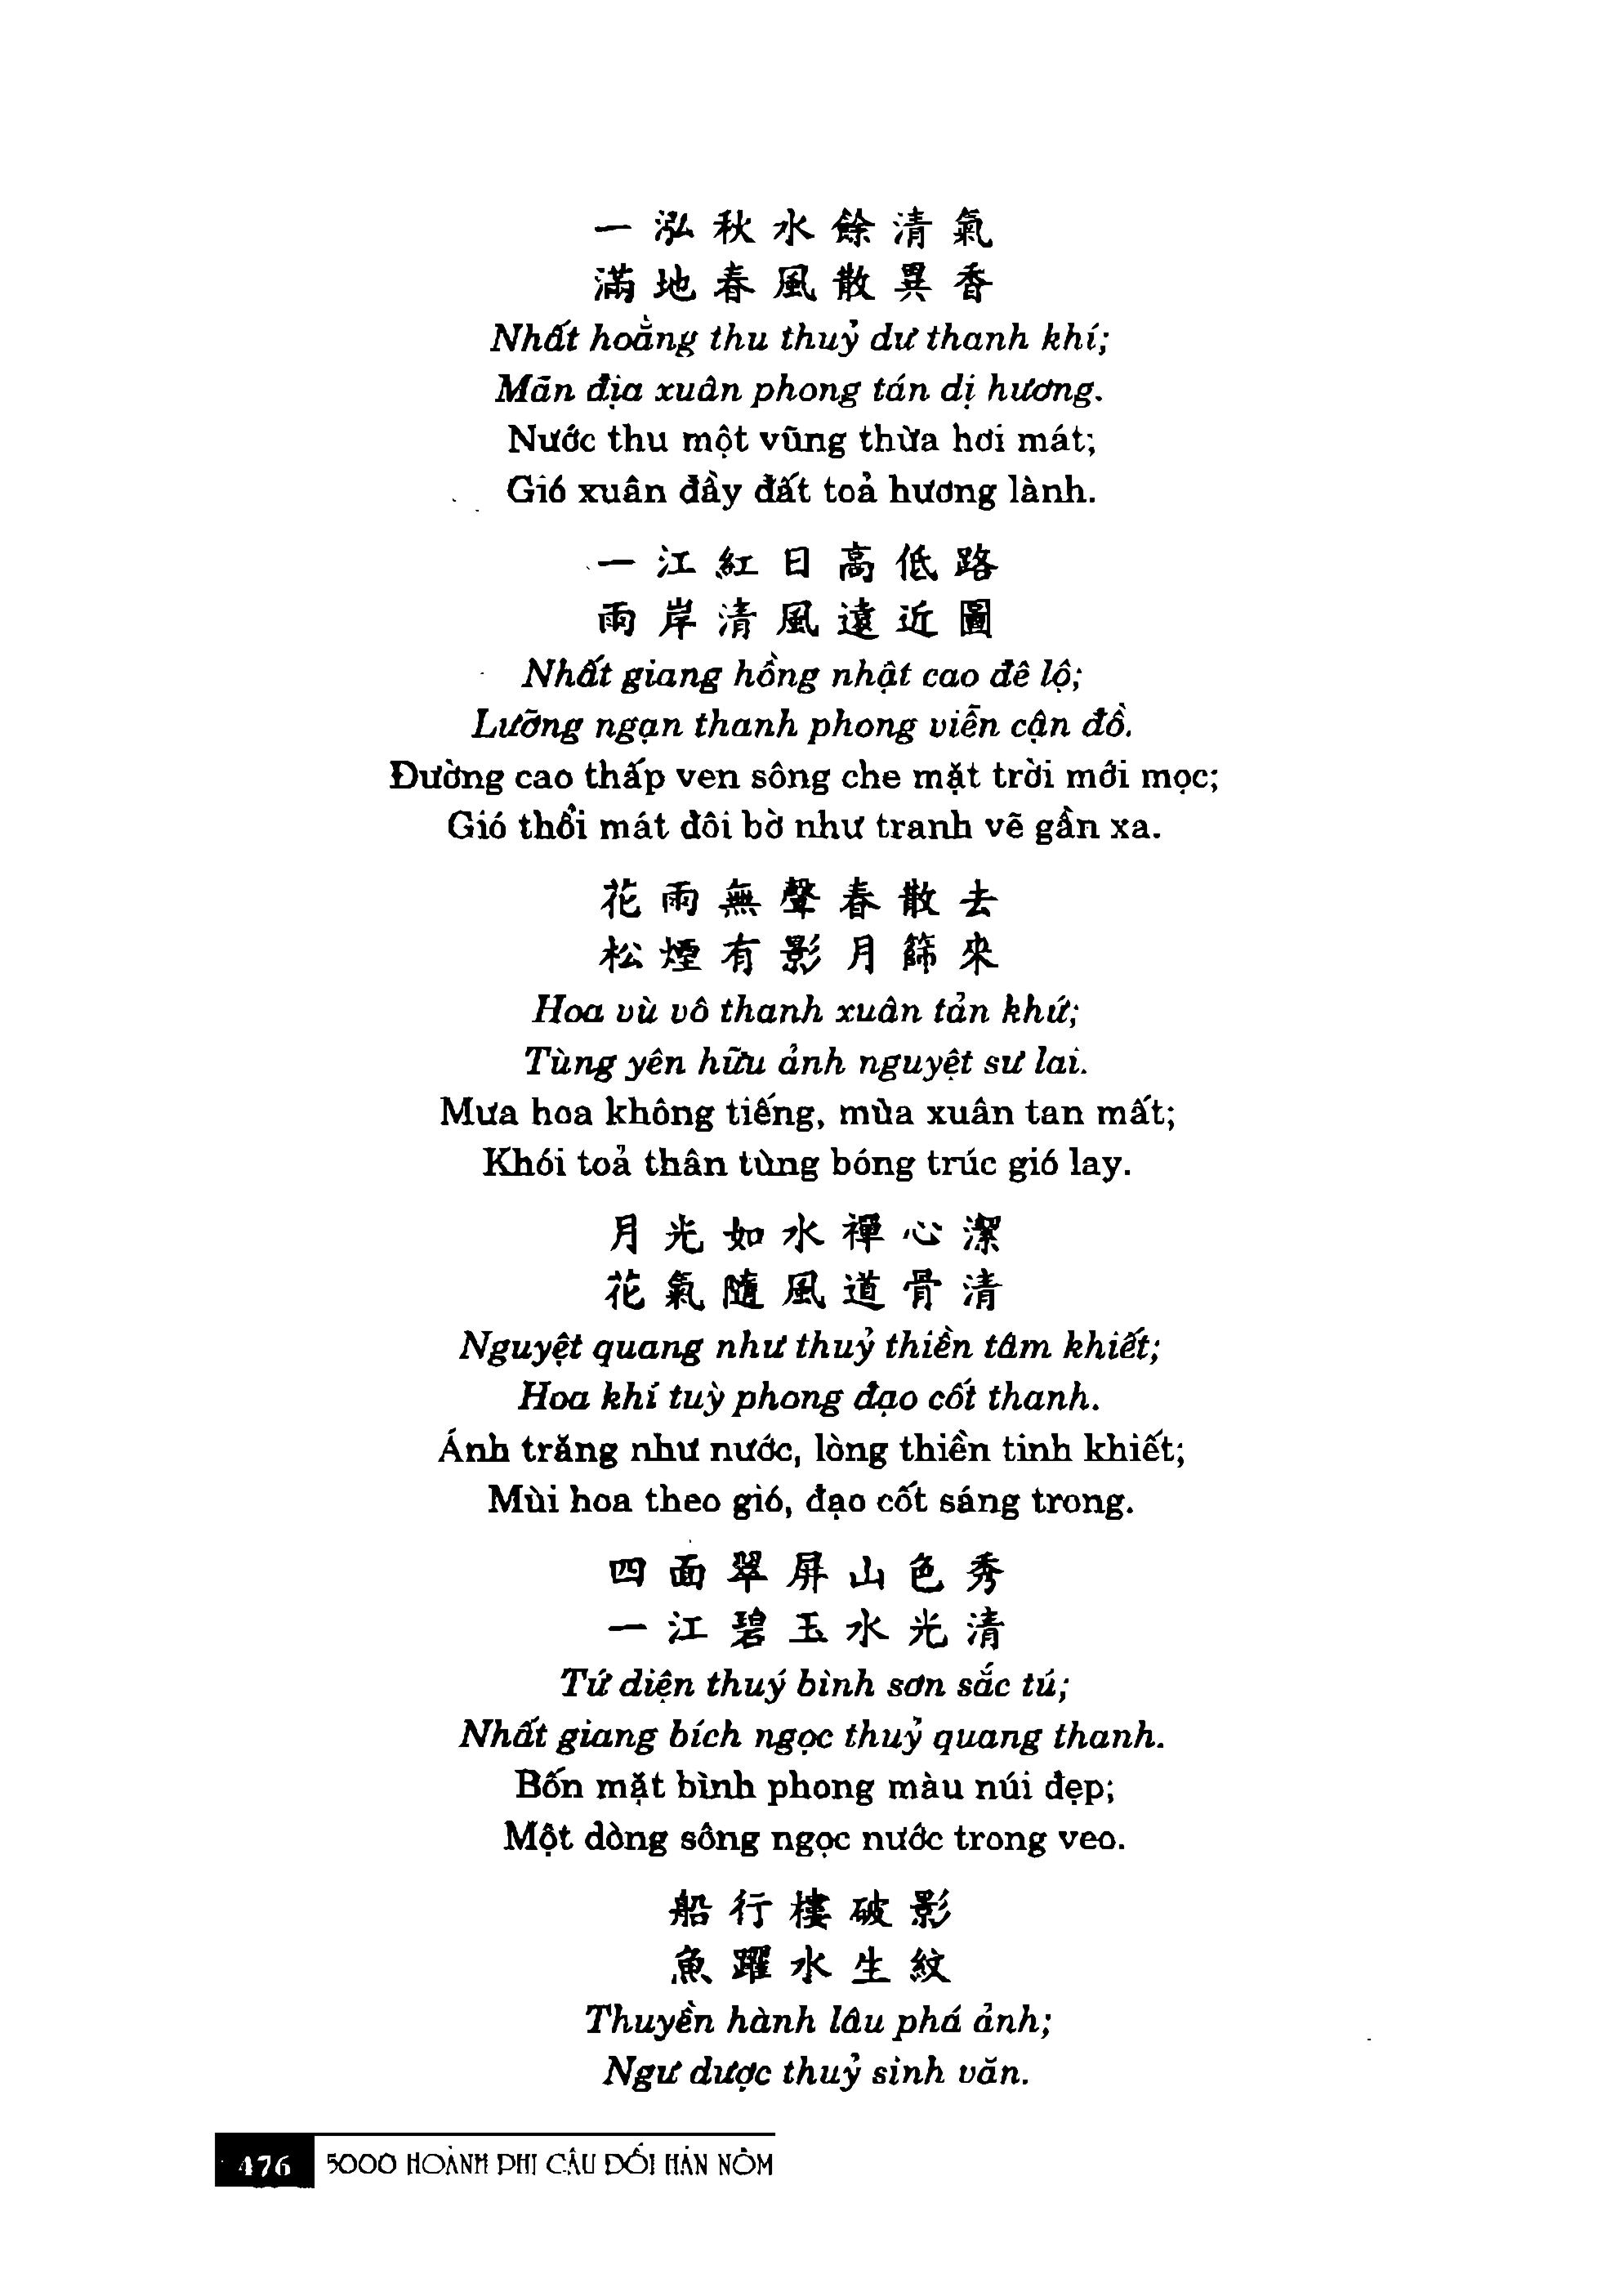 一泓秋水餘清氣
滿地春風散異香
Nhất hoằng thu thuỷ dư thanh khí;
Mãn địa xuân phong tán dị hương.
Nước thu một vũng thừa hơi mát;
Gió xuân đầy đất toả hương lành.
一江紅日高低路
雨岸清風遠近圖
Nhất giang hồng nhật cao đê lộ;
Lưỡng ngạn thanh phong viễn cận đồ.
Đường cao thấp ven sông che mặt trời mới mọc;
Gió thổi mát đôi bờ như tranh vẽ gần xa.
花雨無聲春散去
松煙有影月篩來
Hoa vù vô thanh xuân tản khứ;
Tùng yên hữu ảnh nguyệt sư lai.
Mưa hoa không tiếng, mùa xuân tan mất;
Khói toả thân tùng bóng trúc gió lay.
月光如水禪心潔
花氣隨風道骨清
Nguyệt quang như thuỷ thiền tâm khiết;
Hoa khí tuỳ phong đạo cốt thanh.
Ánh trăng như nước, lòng thiền tinh khiết;
Mùi hoa theo gió, đạo cốt sáng trong.
四面翠屏山色秀
一江碧玉水光清
Tứ diện thuý bình sơn sắc tú;
Nhất giang bích ngọc thuỷ quang thanh.
Bốn mặt bình phong màu núi đẹp;
Một dòng sông ngọc nước trong veo.
船行樓破影
魚躍水生紋
Thuyền hành lâu phá ảnh;
Ngư dược thuỷ sinh văn.
476 5000 HOÀNH PHI CÂU ĐỐI HÁN NÔM